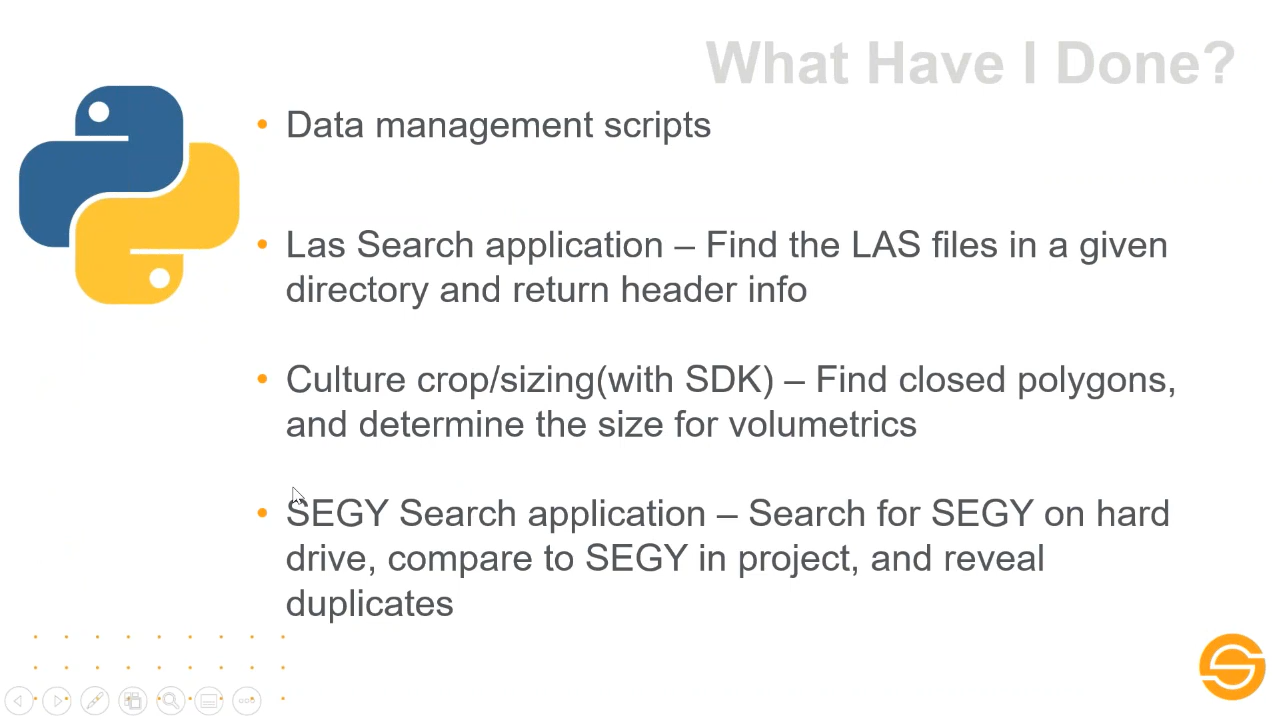 What Have I Done?
• Data management scripts
• Las Search application – Find the LAS files in a given
directory and return header info
• Culture crop/sizing(with SDK) – Find closed polygons,
and determine the size for volumetrics
• SEGY Search application – Search for SEGY on hard
drive, compare to SEGY in project, and reveal
duplicates